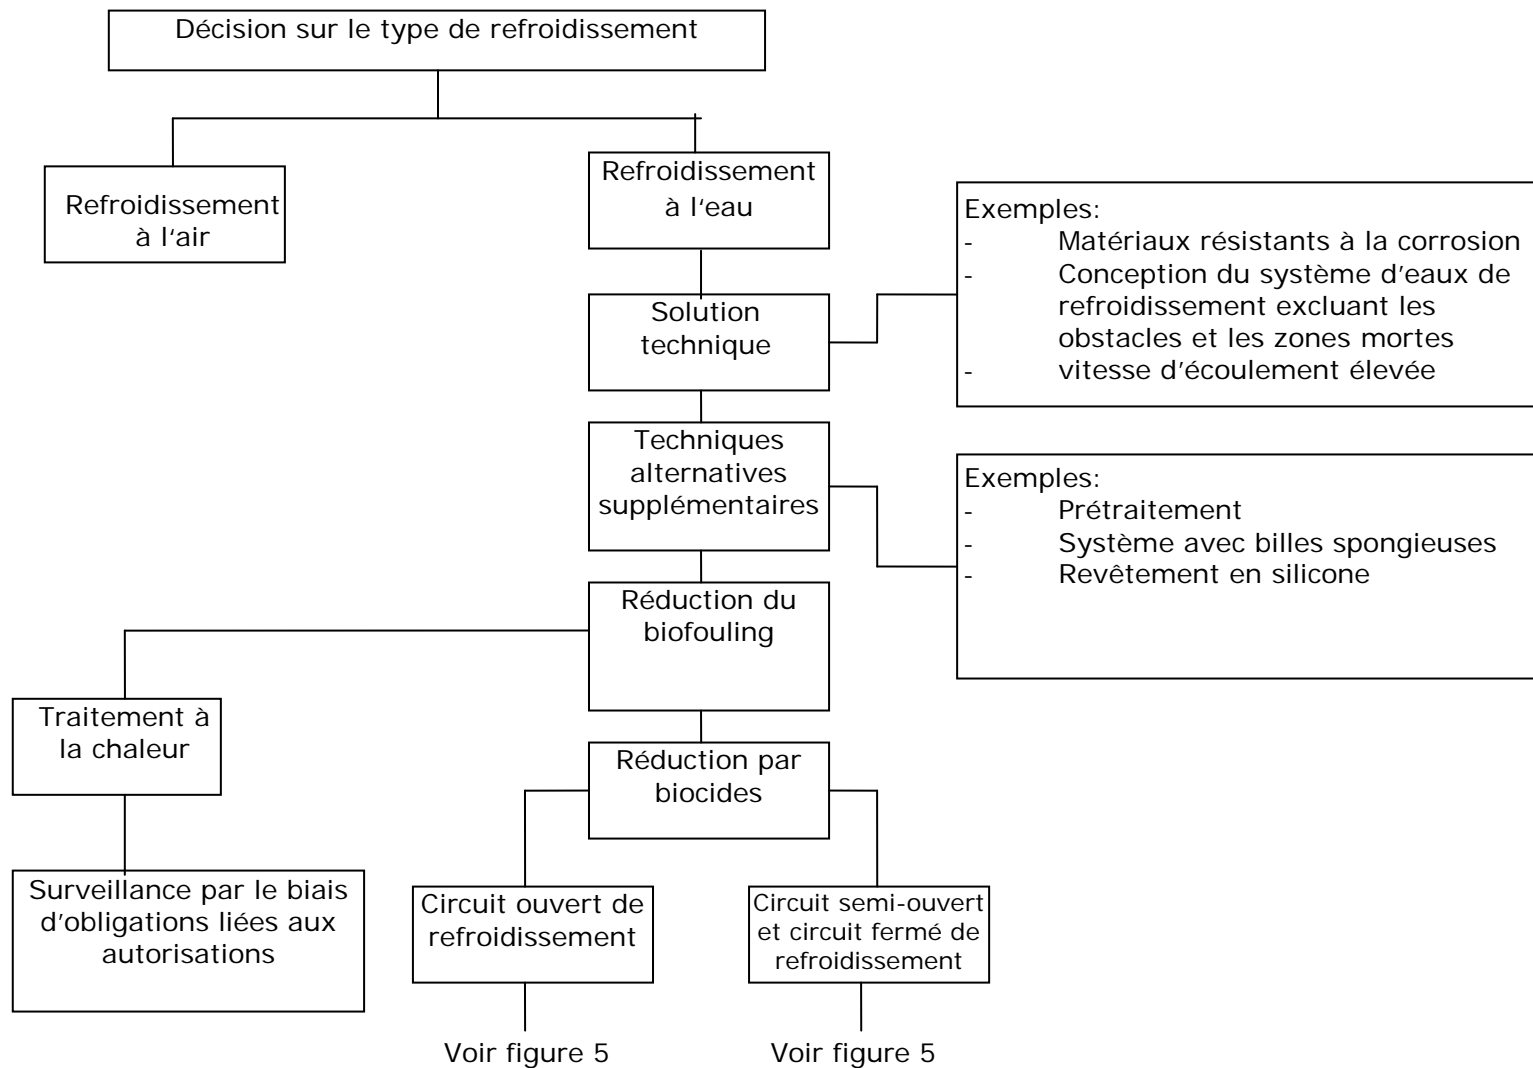 Décision sur le type de refroidissement
Refroidissement
à l‘air
Refroidissement
à l‘eau
Exemples:
- Matériaux résistants à la corrosion
- Conception du système d’eaux de
refroidissement excluant les
obstacles et les zones mortes
- vitesse d’écoulement élevée
Solution
technique
Techniques
alternatives
supplémentaires
Exemples:
- Prétraitement
- Système avec billes spongieuses
- Revêtement en silicone
Réduction du
biofouling
Traitement à
la chaleur
Réduction par
biocides
Surveillance par le biais
d’obligations liées aux
autorisations
Circuit ouvert de
refroidissement
Circuit semi-ouvert
et circuit fermé de
refroidissement
Voir figure 5
Voir figure 5